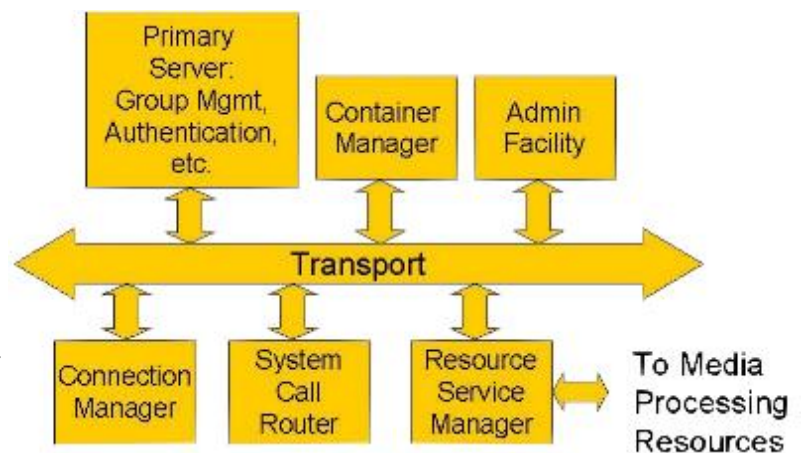 Primary
Server:
Group Mgmt,
Authentication,
etc.
Container
Manager
Admin
Facility
Transport
Connection
Manager
System
Call
Router
Resource
Service
Manager
To Media
Processing
Resources